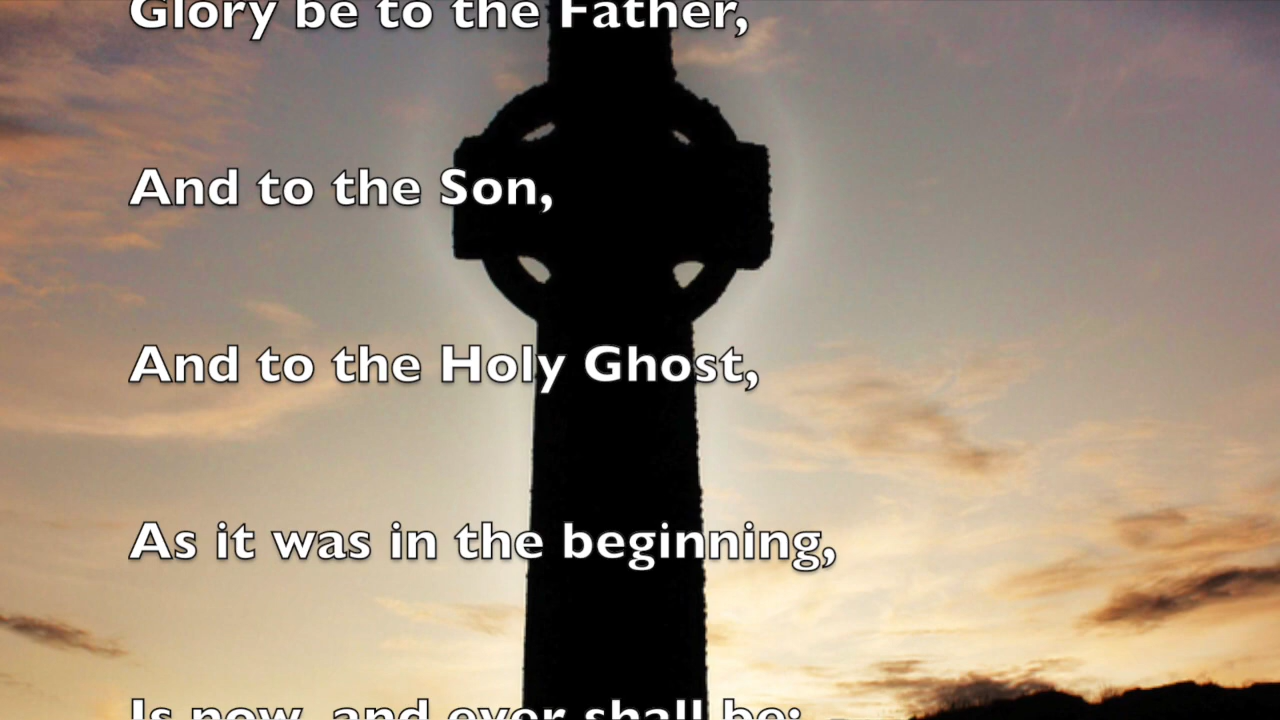 Glory be to the Father,
And to the Son,
And to the Holy Ghost,
As it was in the beginning,
Is now, and ever shall be: